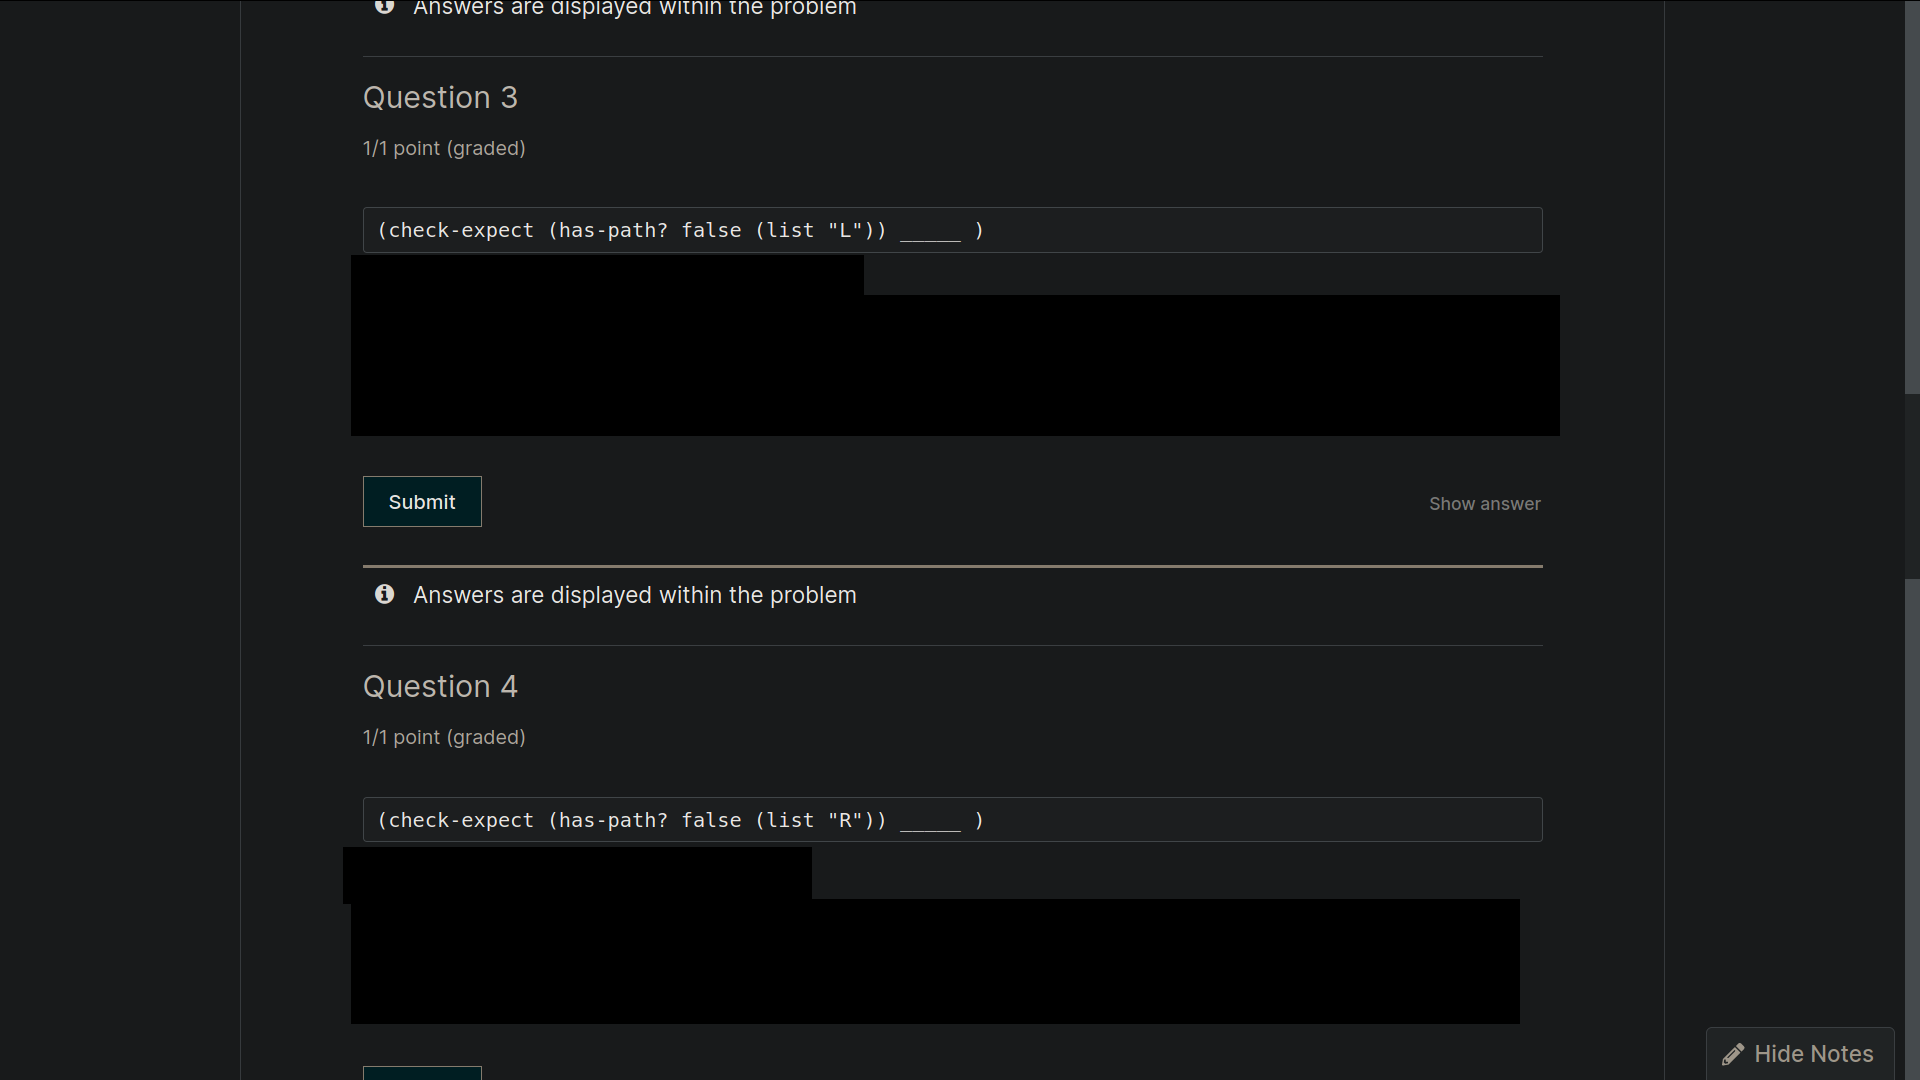 Answers are displayed within the problem
Question 3
1/1 point (graded)
(check-expect (has-path? false (list "L")) _____ )
Submit
Show answer
Answers are displayed within the problem
Question 4
1/1 point (graded)
(check-expect (has-path? false (list "R")) _____ )
Hide Notes